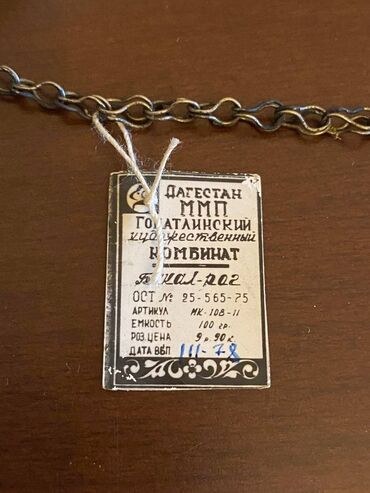 ДАГЕСТАН
ММП
ГОЦАТЛИНСКИЙ
художественный
КОМБИНАТ
Бокал-рог
ОСТ № 25-565-75
АРТИКУЛ МК-108-11
ЕМКОСТЬ 100 гр.
РОЗ.ЦЕНА 9 р. 90 к.
ДАТА ВЫП III-78